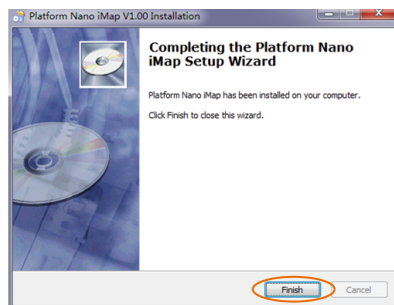 Platform Nano iMap V1.00 Installation
Completing the Platform Nano
iMap Setup Wizard
Platform Nano iMap has been installed on your computer.
Click Finish to close this wizard.
Finish
Cancel